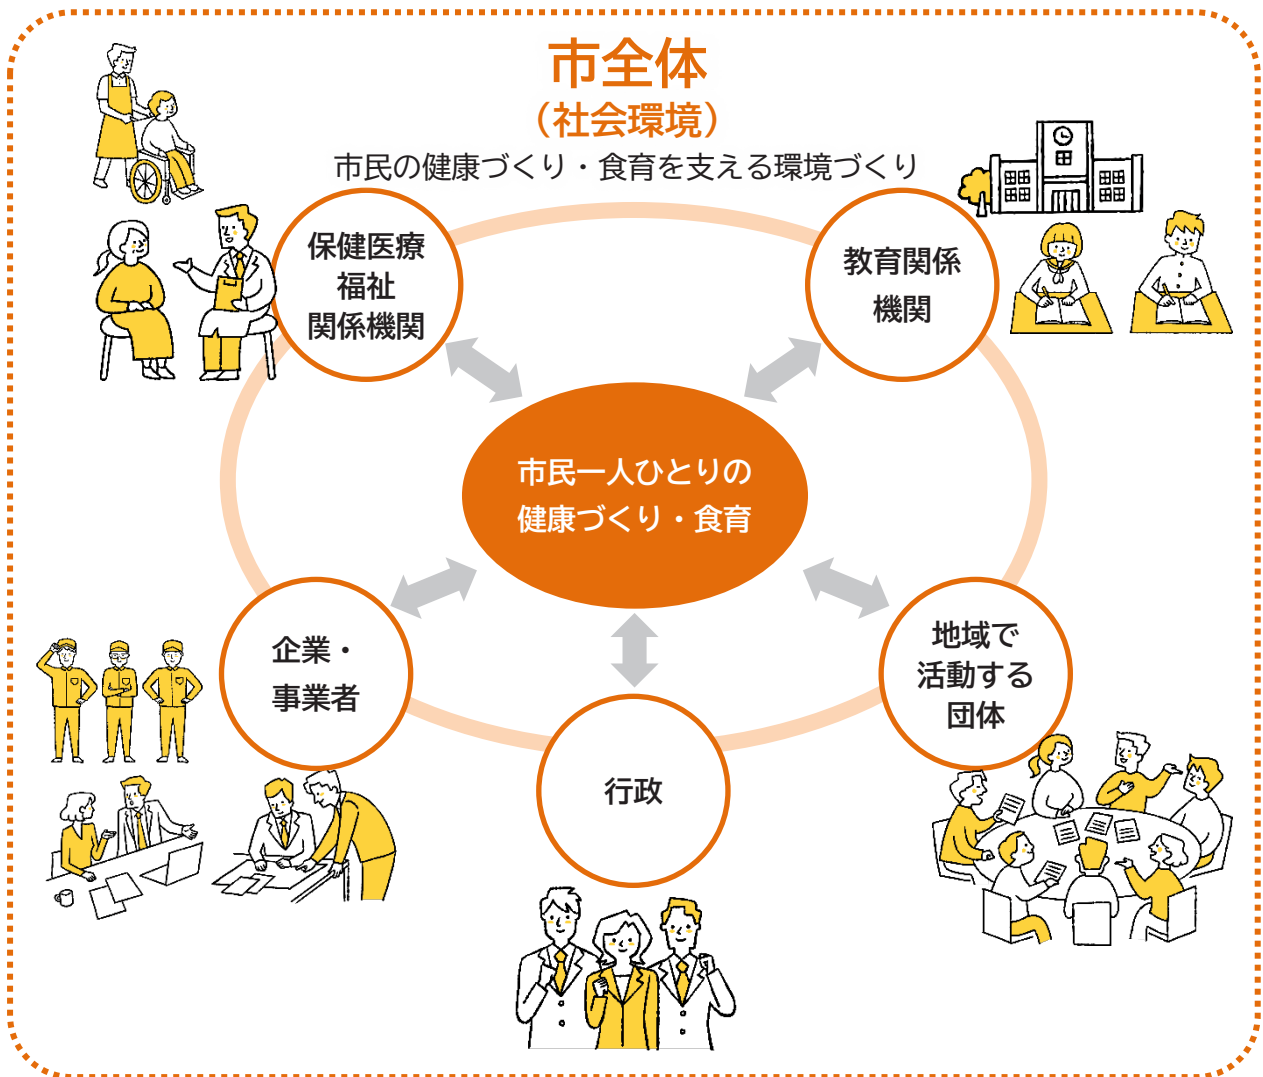 市全体
（社会環境）
市民の健康づくり・食育を支える環境づくり
保健医療
福祉
関係機関
教育関係
機関
市民一人ひとりの
健康づくり・食育
企業・
事業者
地域で
活動する
団体
行政